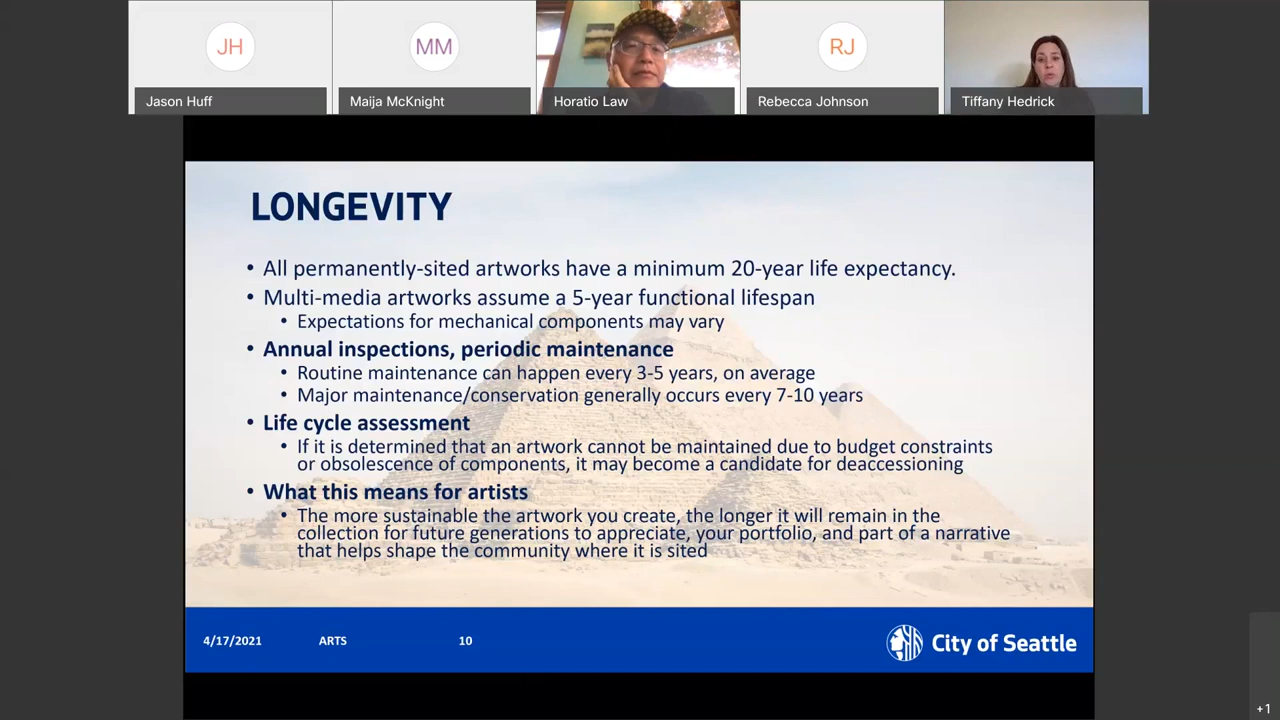 JH
MM
RJ
Jason Huff
Maija McKnight
Horatio Law
Rebecca Johnson
Tiffany Hedrick
LONGEVITY
• All permanently-sited artworks have a minimum 20-year life expectancy.
• Multi-media artworks assume a 5-year functional lifespan
• Expectations for mechanical components may vary
• Annual inspections, periodic maintenance
• Routine maintenance can happen every 3-5 years, on average
• Major maintenance/conservation generally occurs every 7-10 years
• Life cycle assessment
• If it is determined that an artwork cannot be maintained due to budget constraints
or obsolescence of components, it may become a candidate for deaccessioning
• What this means for artists
• The more sustainable the artwork you create, the longer it will remain in the
collection for future generations to appreciate, your portfolio, and part of a narrative
that helps shape the community where it is sited
4/17/2021 ARTS 10
City of Seattle
+1